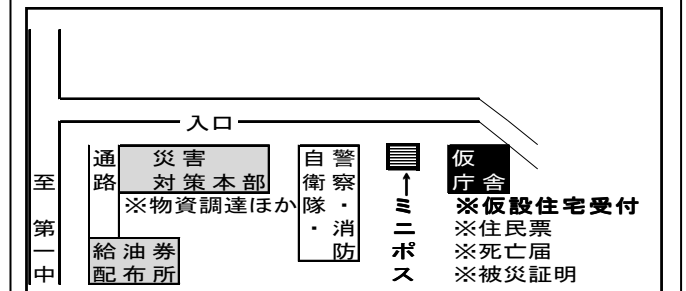 入口
至 第一中
通路
災害
対策本部
※物資調達ほか
給油券
配布所
警察・消防
自衛隊・
↑ミニポス
仮
庁舎
※仮設住宅受付
※住民票
※死亡届
※被災証明